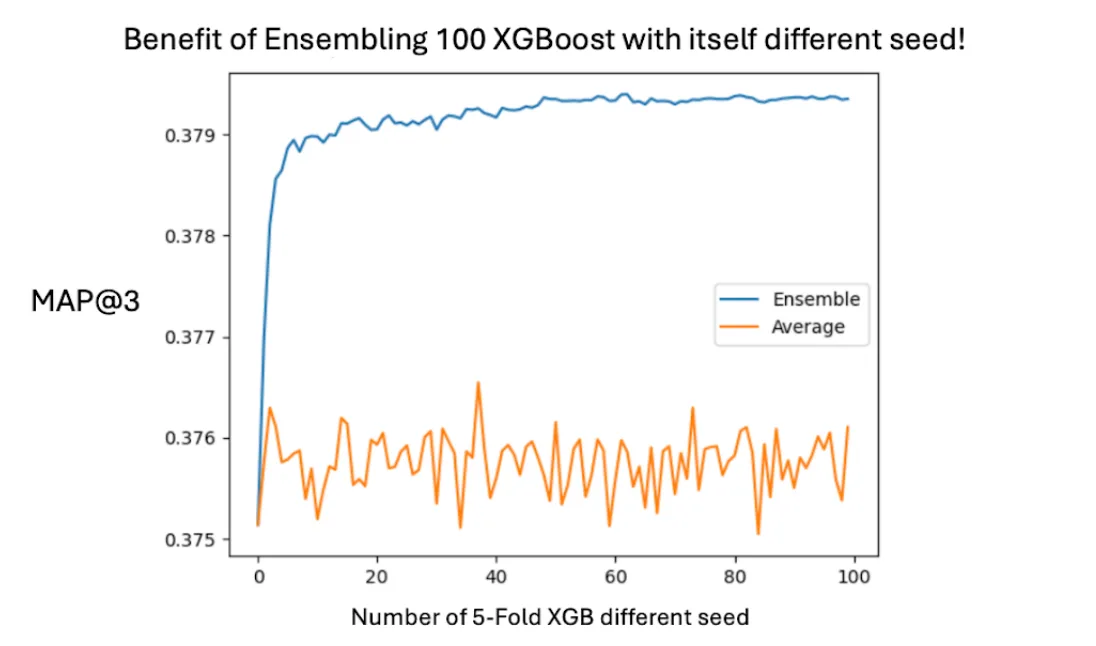 Benefit of Ensembling 100 XGBoost with itself different seed!
0.379
0.378
MAP@3
0.377
0.376
0.375
Ensemble
Average
0 20 40 60 80 100
Number of 5-Fold XGB different seed